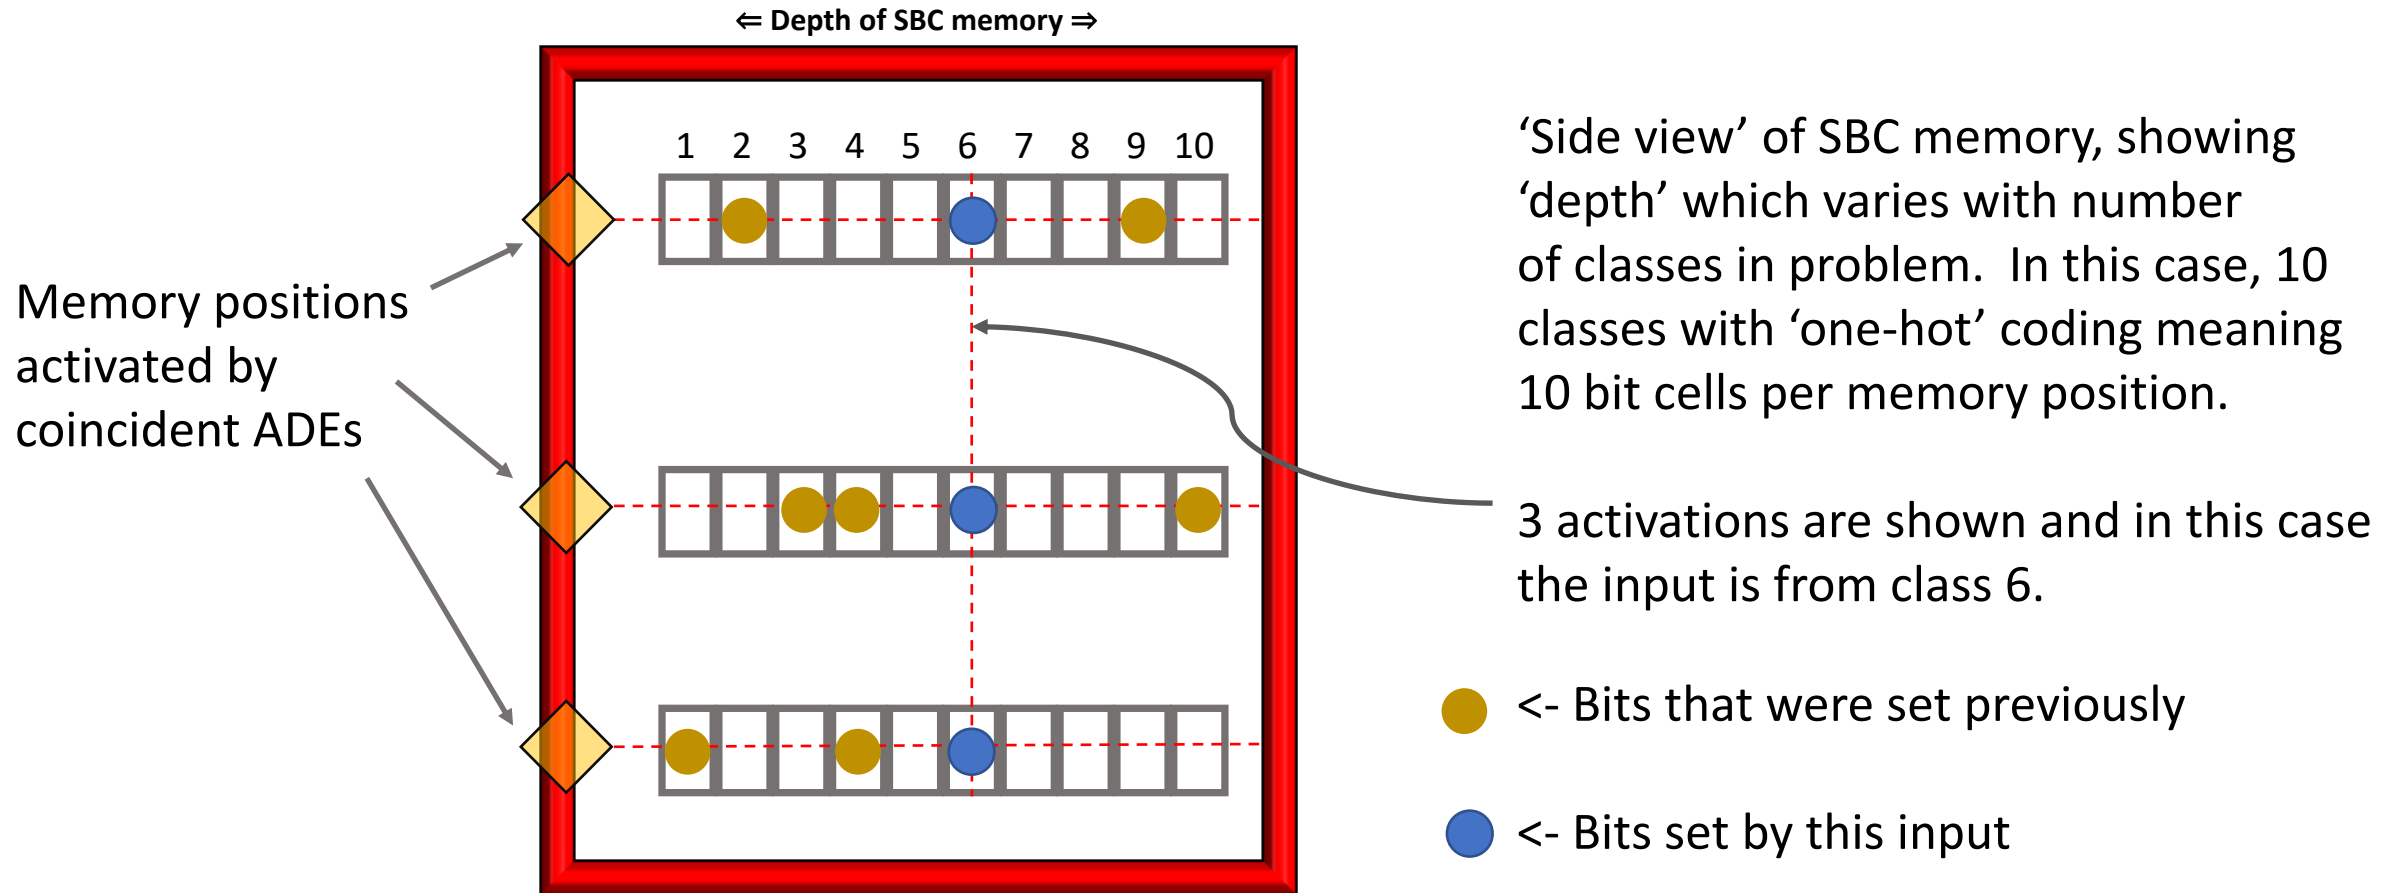 ⇐ Depth of SBC memory ⇒
1 2 3 4 5 6 7 8 9 10
Memory positions
activated by
coincident ADEs
‘Side view’ of SBC memory, showing
‘depth’ which varies with number
of classes in problem.  In this case, 10
classes with ‘one-hot’ coding meaning
10 bit cells per memory position.
3 activations are shown and in this case
the input is from class 6.
<- Bits that were set previously
<- Bits set by this input